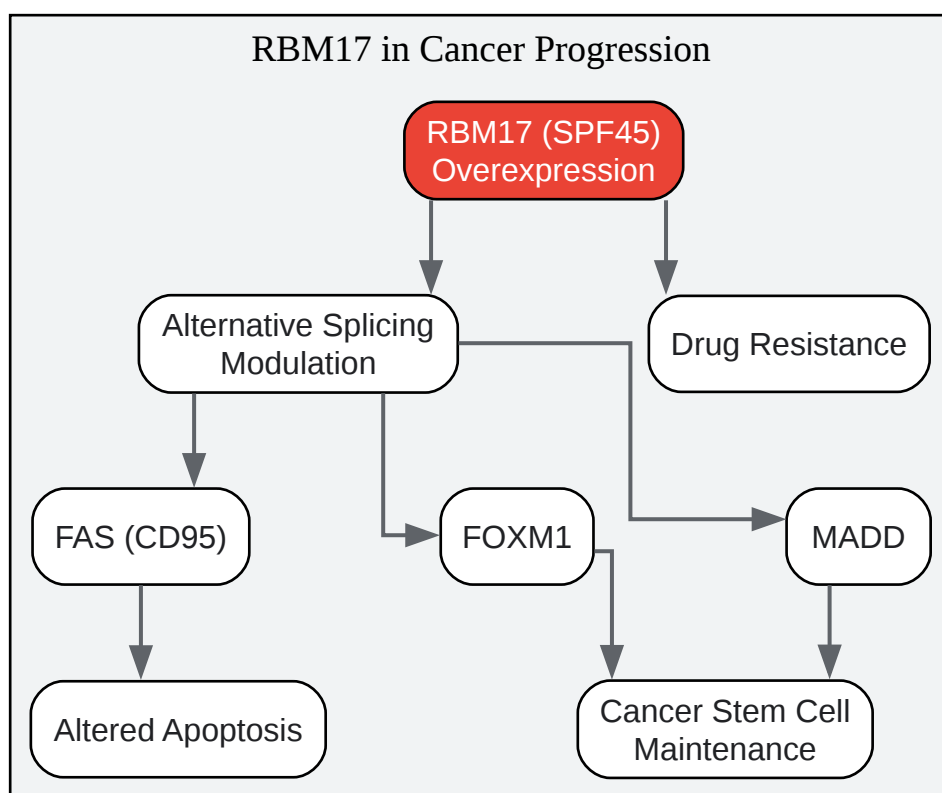 RBM17 in Cancer Progression
RBM17 (SPF45)
Overexpression
Alternative Splicing
Modulation
Drug Resistance
FAS (CD95)
FOXM1
MADD
Altered Apoptosis
Cancer Stem Cell
Maintenance